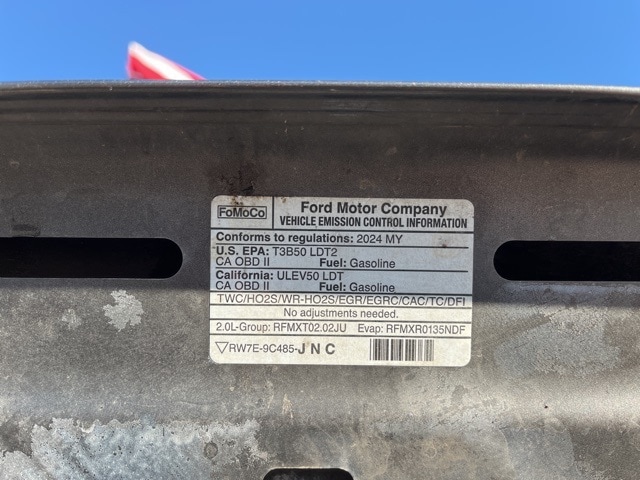 FoMoCo Ford Motor Company
VEHICLE EMISSION CONTROL INFORMATION
Conforms to regulations: 2024 MY
U.S. EPA: T3B50 LDT2
CA OBD II Fuel: Gasoline
California: ULEV50 LDT
CA OBD II Fuel: Gasoline
TWC/HO2S/WR-HO2S/EGR/EGRC/CAC/TC/DFI
No adjustments needed.
2.0L-Group: RFMXT02.02JU Evap: RFMXR0135NDF
RW7E-9C485-J N C